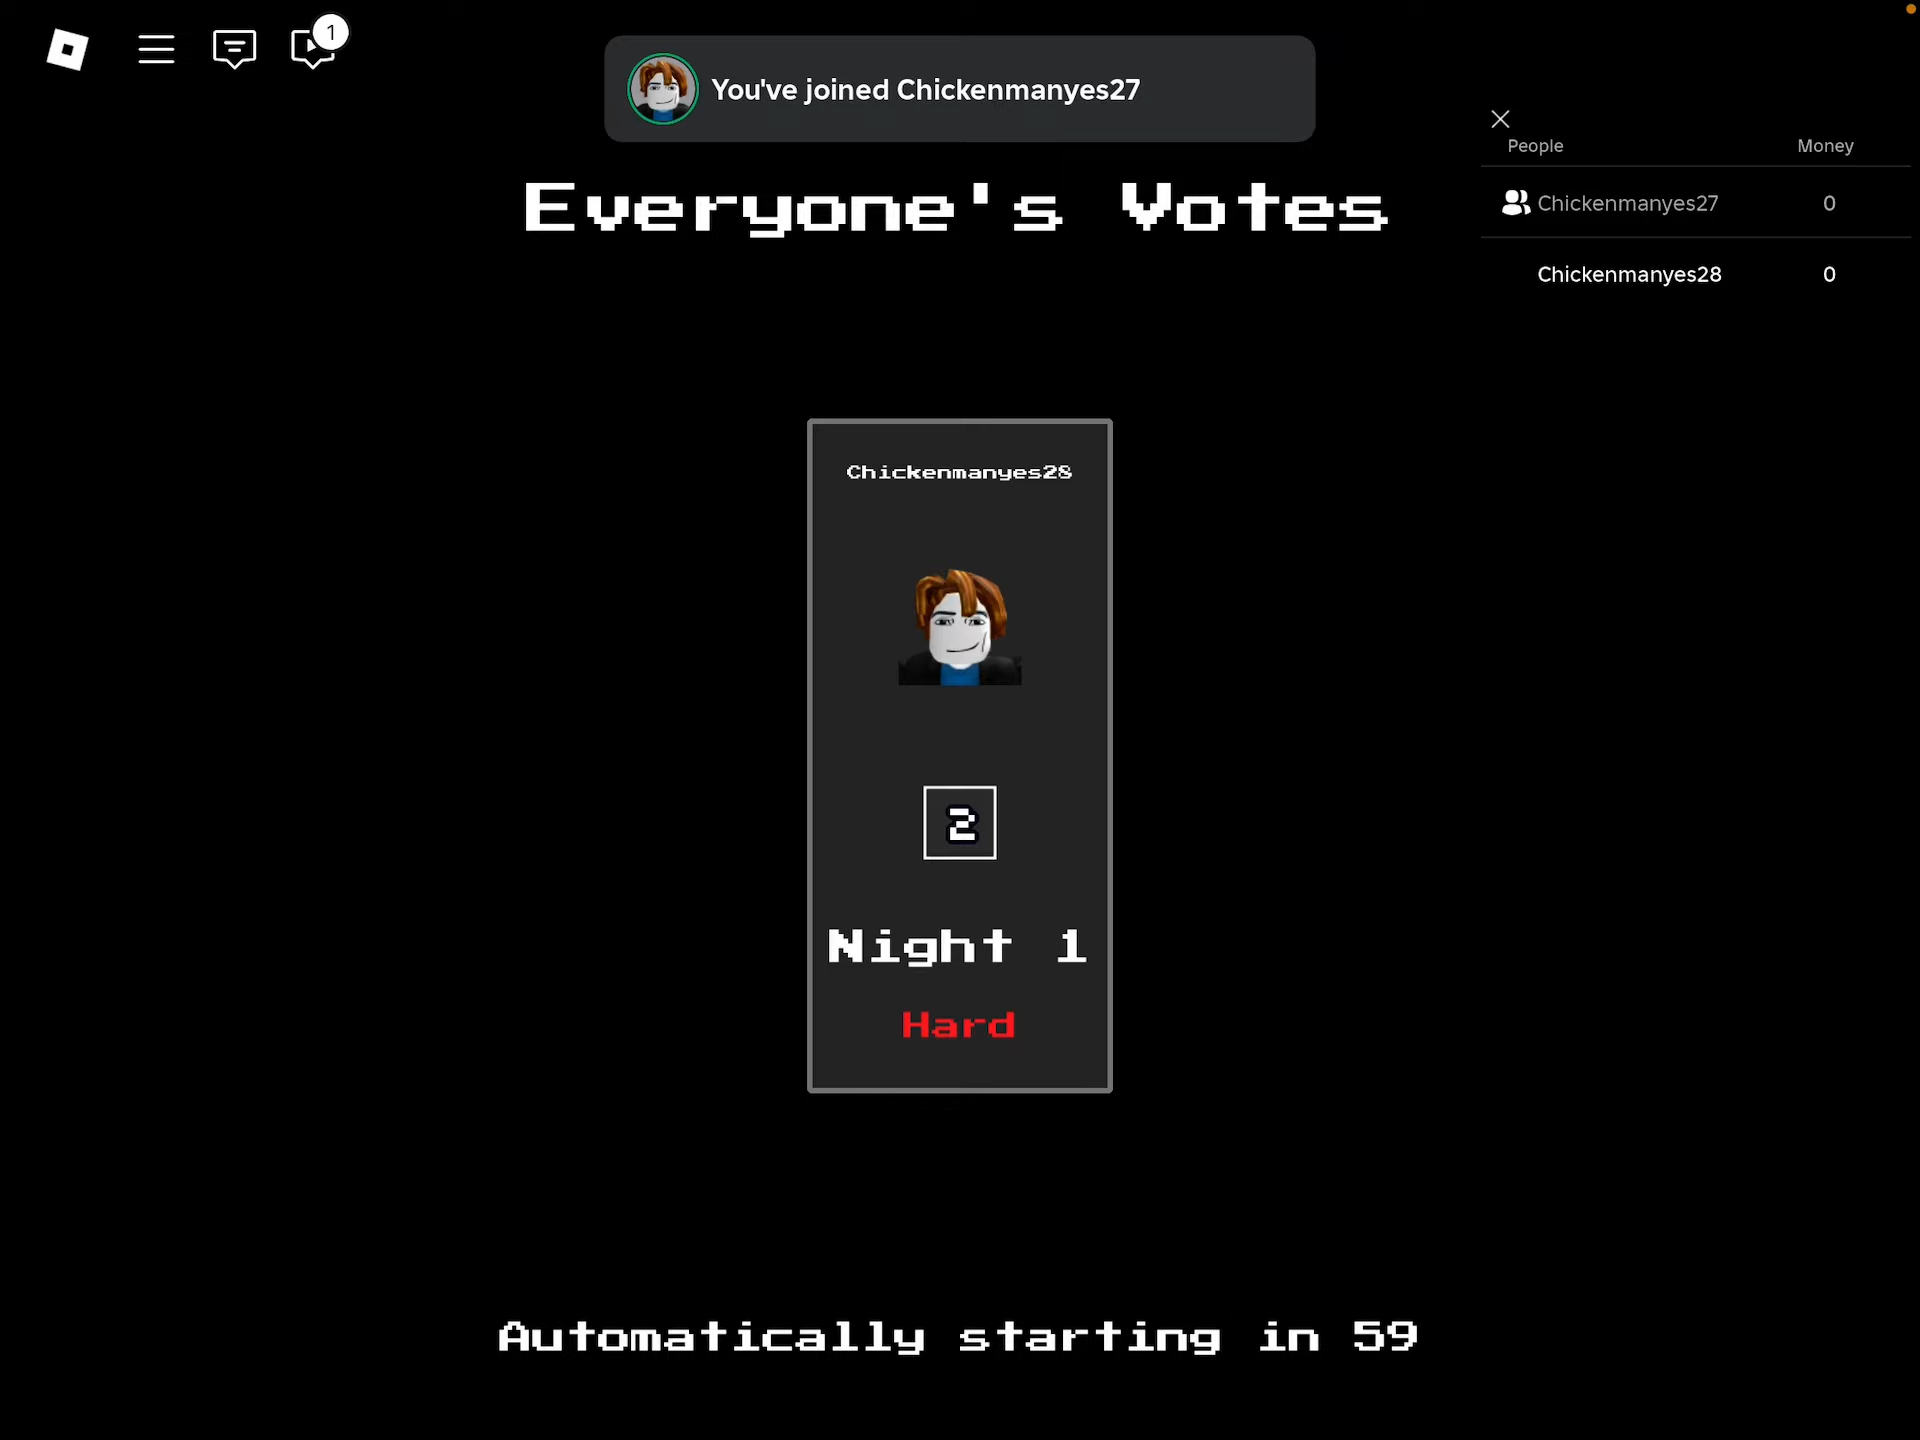 1
You've joined Chickenmanyes27
People Money
Chickenmanyes27 0
Chickenmanyes28 0
Everyone's Votes
Chickenmanyes28
2
Night 1
Hard
Automatically starting in 59